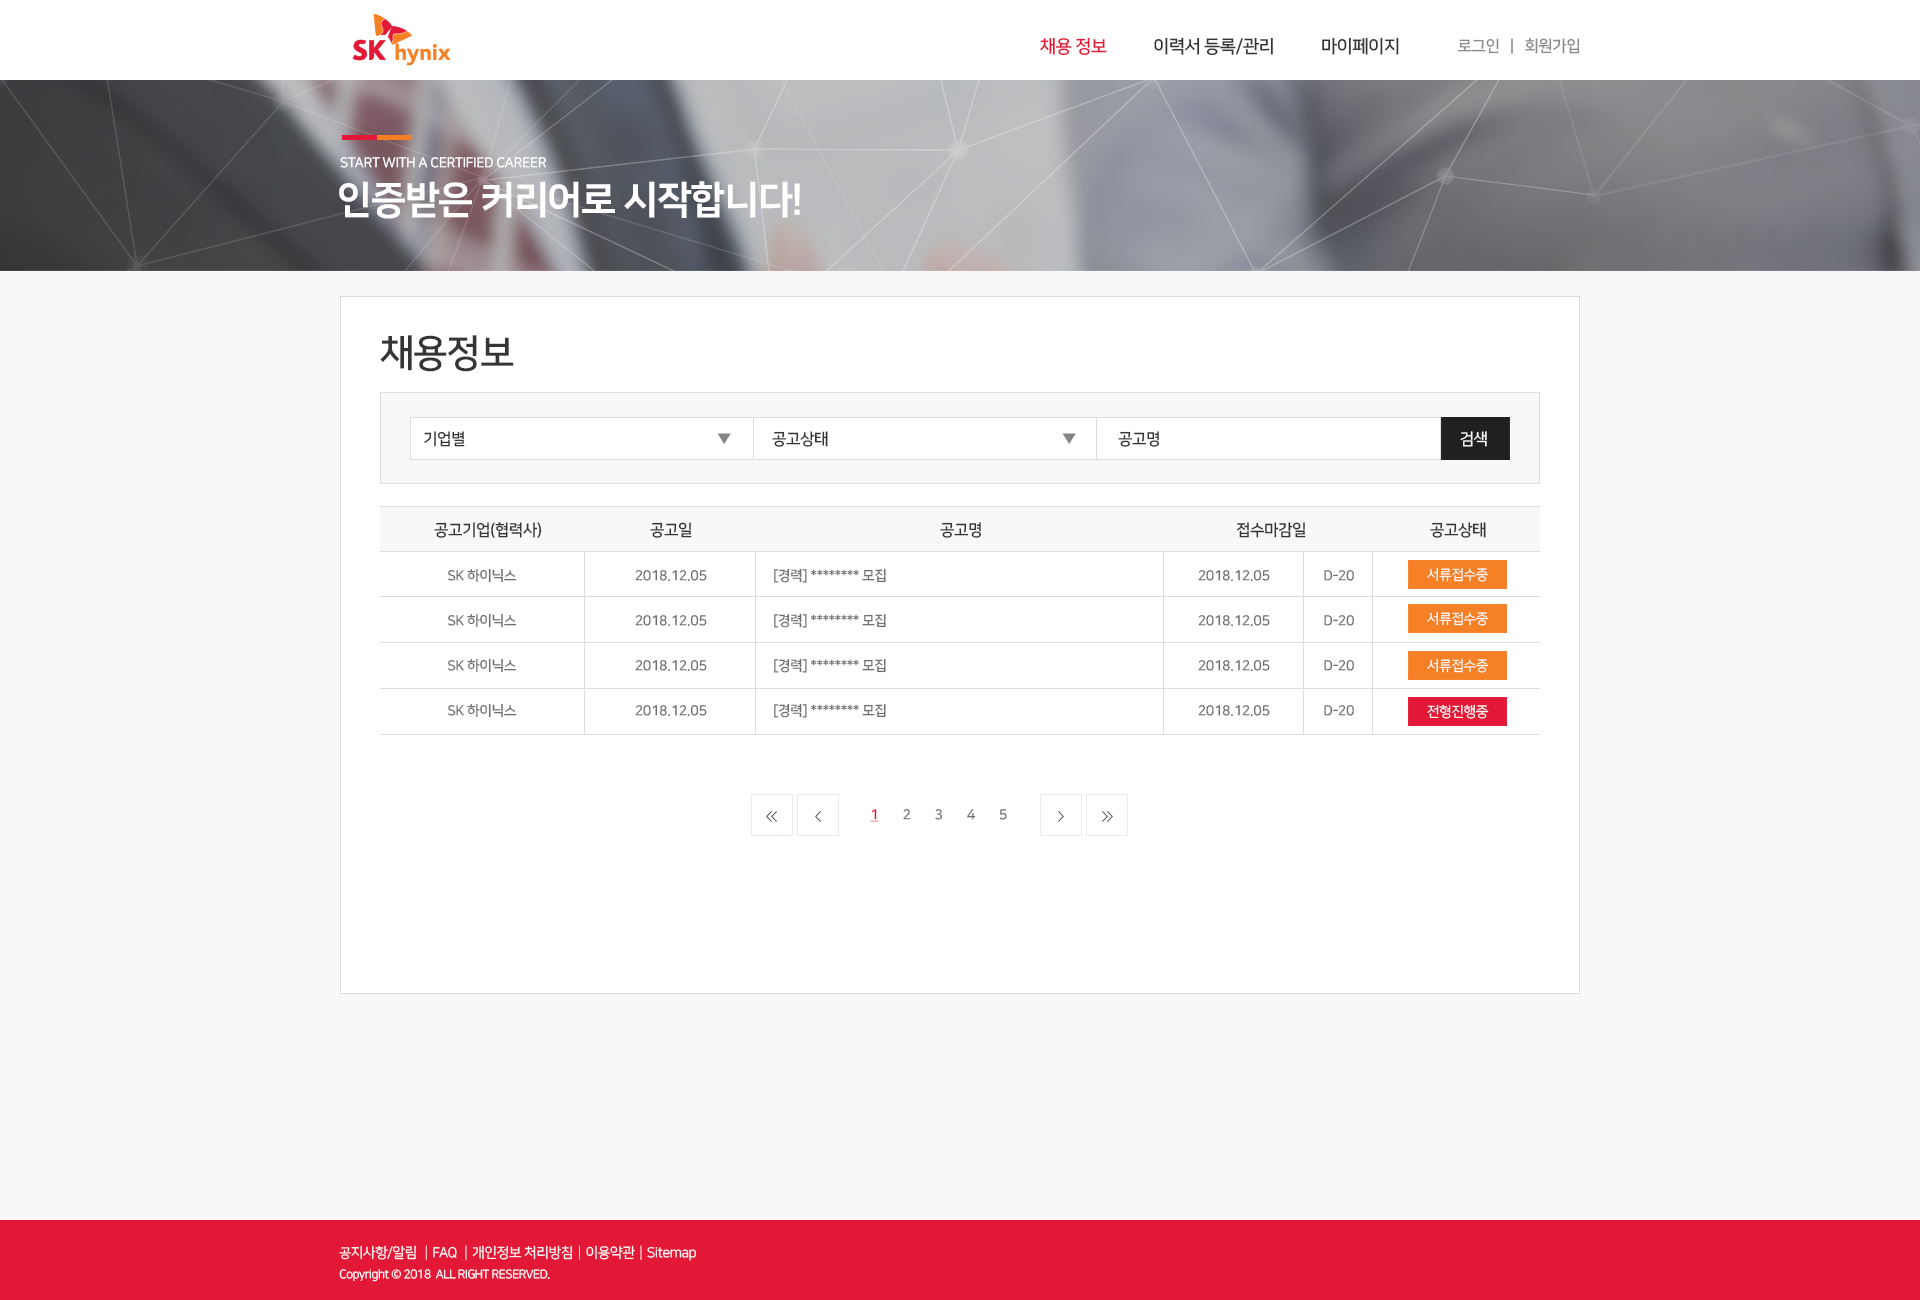 SK hynix
채용 정보 이력서 등록/관리 마이페이지 로그인 | 회원가입
START WITH A CERTIFIED CAREER
인증받은 커리어로 시작합니다!
채용정보
기업별 ▼ 공고상태 ▼ 공고명 검색
공고기업(협력사) 공고일 공고명 접수마감일 공고상태
SK 하이닉스 2018.12.05 [경력] ******** 모집 2018.12.05 D-20 서류접수중
SK 하이닉스 2018.12.05 [경력] ******** 모집 2018.12.05 D-20 서류접수중
SK 하이닉스 2018.12.05 [경력] ******** 모집 2018.12.05 D-20 서류접수중
SK 하이닉스 2018.12.05 [경력] ******** 모집 2018.12.05 D-20 전형진행중
« ‹ 1 2 3 4 5 › »
공지사항/알림 | FAQ | 개인정보 처리방침 | 이용약관 | Sitemap
Copyright © 2018 ALL RIGHT RESERVED.